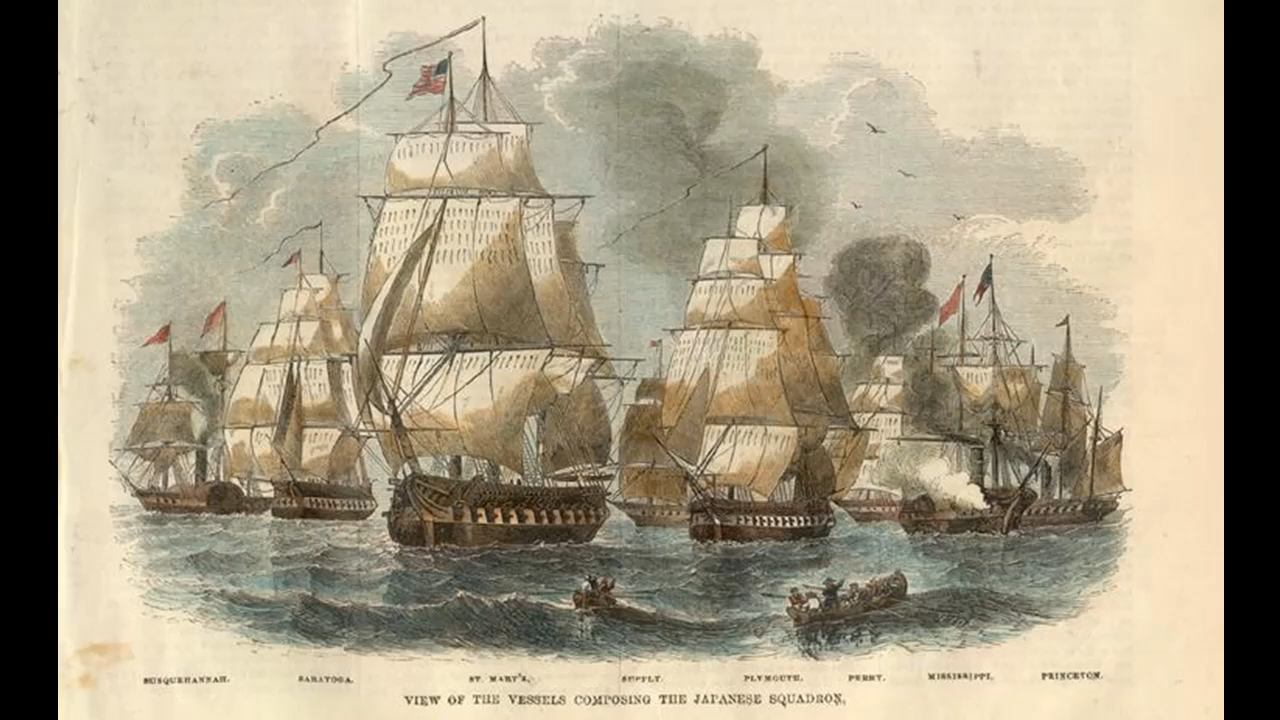 SUSQUEHANNAH. SARATOGA. ST. MARY'S. SUPPLY. PLYMOUTH. PERRY. MISSISSIPPI. PRINCETON.
VIEW OF THE VESSELS COMPOSING THE JAPANESE SQUADRON.